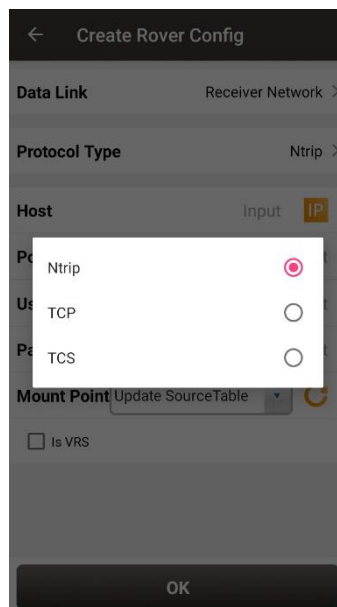 ← Create Rover Config
Data Link Receiver Network >
Protocol Type Ntrip >
Host Input IP
Ntrip
TCP
TCS
Mount Point Update SourceTable
Is VRS
OK